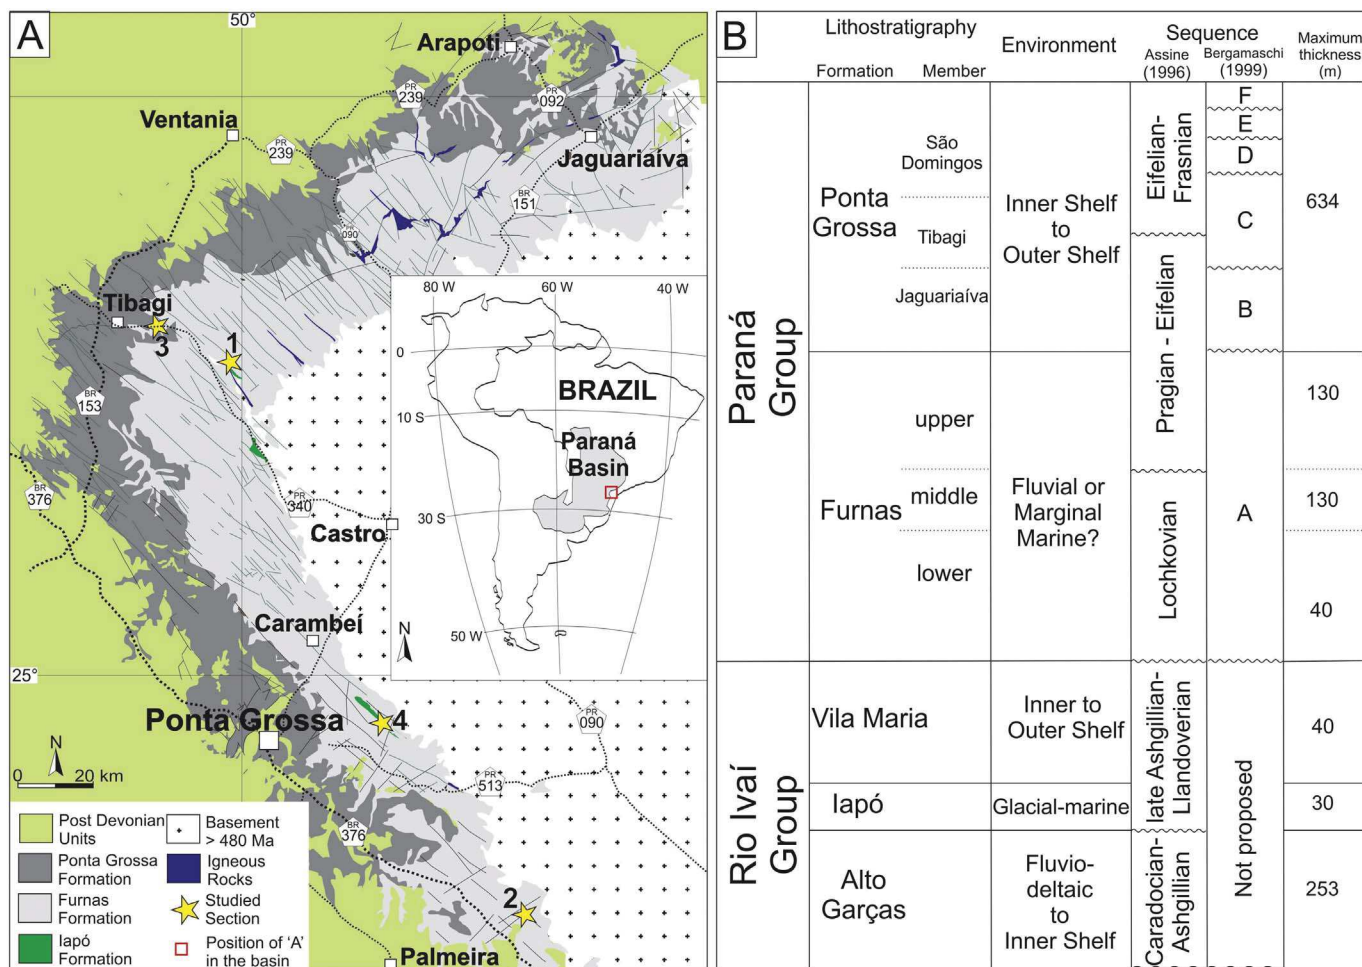 A
50°
Arapoti
PR
239
PR
092
Ventania
PR
239
Jaguariaíva
BR
151
PR
090
Tibagi
3
1
BR
153
BR
376
PR
340
Castro
Carambeí
25°
Ponta Grossa
4
PR
090
N
0 20 km
PR
513
BR
376
2
Palmeira
80 W
60 W
40 W
0
BRAZIL
10 S
Paraná
Basin
30 S
50 W
N
Post Devonian
Units
Basement
> 480 Ma
Ponta Grossa
Formation
Igneous
Rocks
Furnas
Formation
Studied
Section
Iapó
Formation
Position of ‘A’
in the basin
B
Lithostratigraphy
Formation
Member
Environment
Sequence
Assine
(1996)
Bergamaschi
(1999)
Maximum
thickness
(m)
Paraná
Group
Ponta
Grossa
São
Domingos
Tibagi
Jaguariaíva
Inner Shelf
to
Outer Shelf
Eifelian-
Frasnian
F
E
D
C
B
634
Pragian - Eifelian
Furnas
upper
middle
lower
Fluvial or
Marginal
Marine?
Lochkovian
A
130
130
40
Rio Ivaí
Group
Vila Maria
Inner to
Outer Shelf
late Ashgillian-
Llandoverian
Not proposed
40
Iapó
Glacial-marine
30
Alto
Garças
Fluvio-
deltaic
to
Inner Shelf
Caradocian-
Ashgillian
253